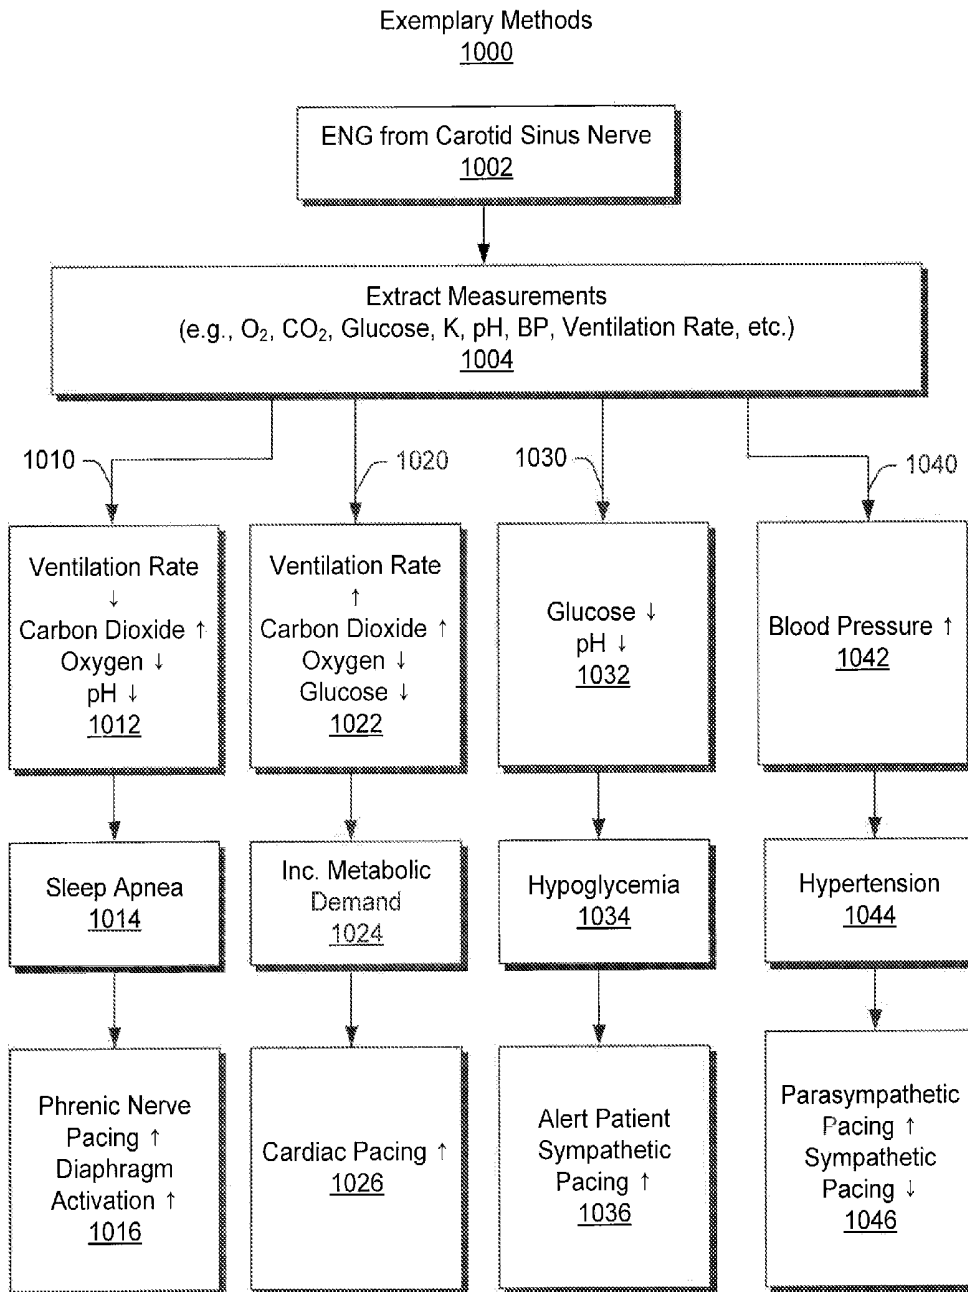 Exemplary Methods
1000
ENG from Carotid Sinus Nerve
1002
Extract Measurements
(e.g., O₂, CO₂, Glucose, K, pH, BP, Ventilation Rate, etc.)
1004
1010
1020
1030
1040
Ventilation Rate
↓
Carbon Dioxide ↑
Oxygen ↓
pH ↓
1012
Ventilation Rate
↑
Carbon Dioxide ↑
Oxygen ↓
Glucose ↓
1022
Glucose ↓
pH ↓
1032
Blood Pressure ↑
1042
Sleep Apnea
1014
Inc. Metabolic
Demand
1024
Hypoglycemia
1034
Hypertension
1044
Phrenic Nerve
Pacing ↑
Diaphragm
Activation ↑
1016
Cardiac Pacing ↑
1026
Alert Patient
Sympathetic
Pacing ↑
1036
Parasympathetic
Pacing ↑
Sympathetic
Pacing ↓
1046